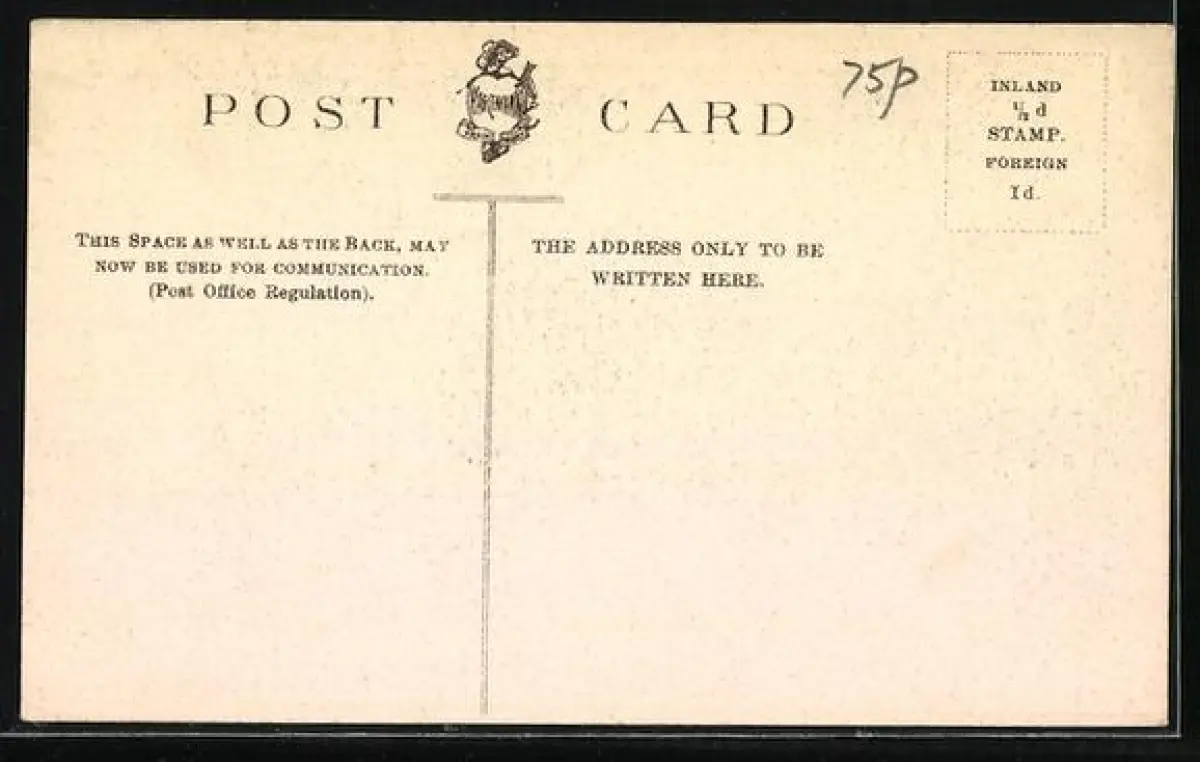 POST CARD
75p
INLAND
½ d
STAMP.
FOREIGN
1d.
THIS SPACE AS WELL AS THE BACK, MAY
NOW BE USED FOR COMMUNICATION.
(Post Office Regulation).
THE ADDRESS ONLY TO BE
WRITTEN HERE.